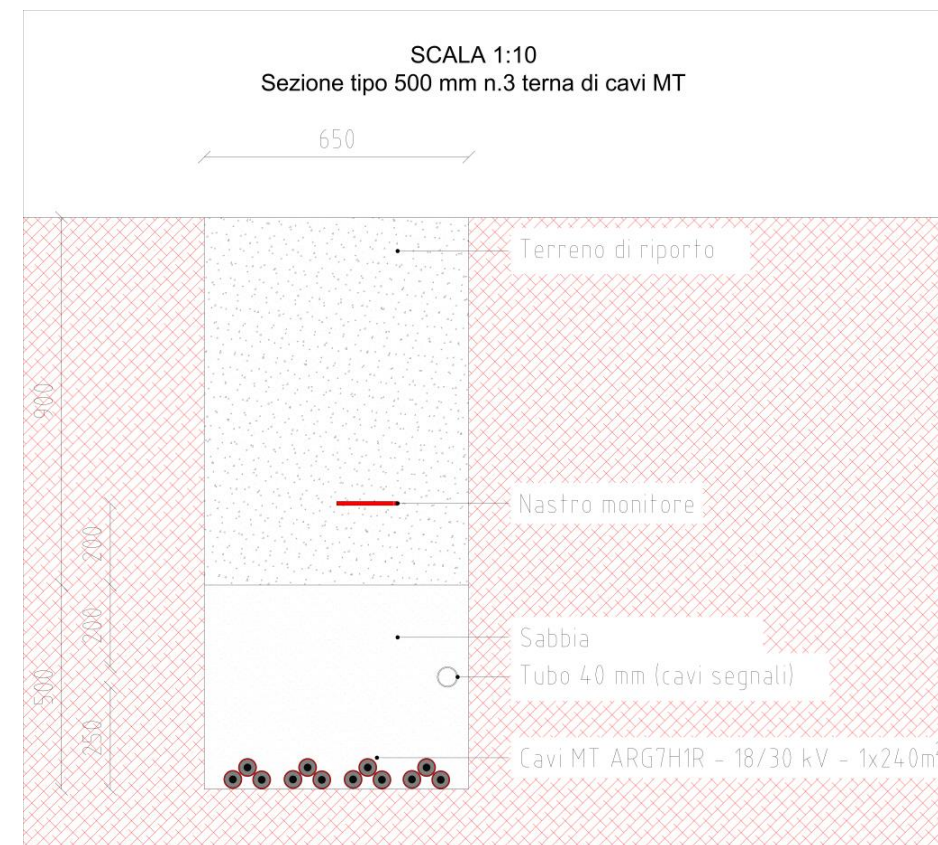 SCALA 1:10
Sezione tipo 500 mm n.3 terna di cavi MT
650
Terreno di riporto
900
Nastro monitore
200
200
Sabbia
Tubo 40 mm (cavi segnali)
500
250
Cavi MT ARG7H1R - 18/30 kV - 1x240m²